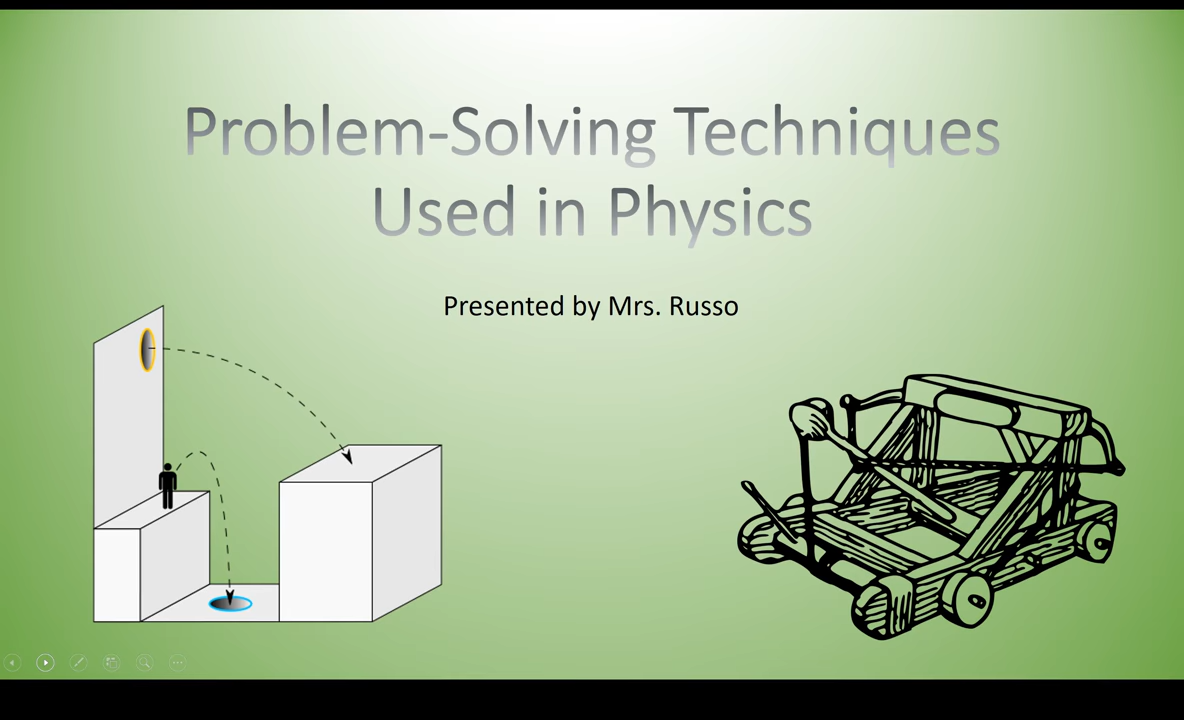 Problem-Solving Techniques
Used in Physics
Presented by Mrs. Russo